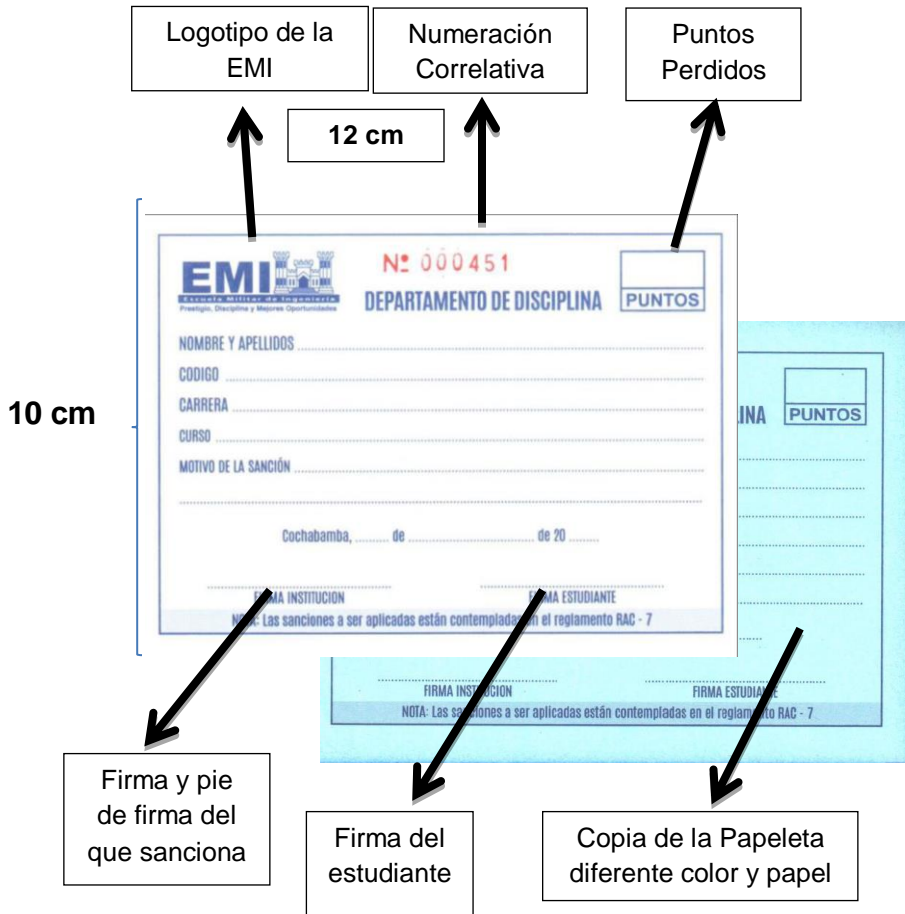 Logotipo de la
EMI
Numeración
Correlativa
Puntos
Perdidos
12 cm
10 cm
EMI
Escuela Militar de Ingeniería
Prestigio, Disciplina y Mejores Oportunidades
Nº 000451
DEPARTAMENTO DE DISCIPLINA
PUNTOS
NOMBRE Y APELLIDOS
CODIGO
CARRERA
CURSO
MOTIVO DE LA SANCIÓN
Cochabamba, ......... de ................................ de 20 ........
FIRMA INSTITUCION
FIRMA ESTUDIANTE
NOTA: Las sanciones a ser aplicadas están contempladas en el reglamento RAC - 7
INA
PUNTOS
FIRMA INSTITUCION
FIRMA ESTUDIANTE
NOTA: Las sanciones a ser aplicadas están contempladas en el reglamento RAC - 7
Firma y pie
de firma del
que sanciona
Firma del
estudiante
Copia de la Papeleta
diferente color y papel